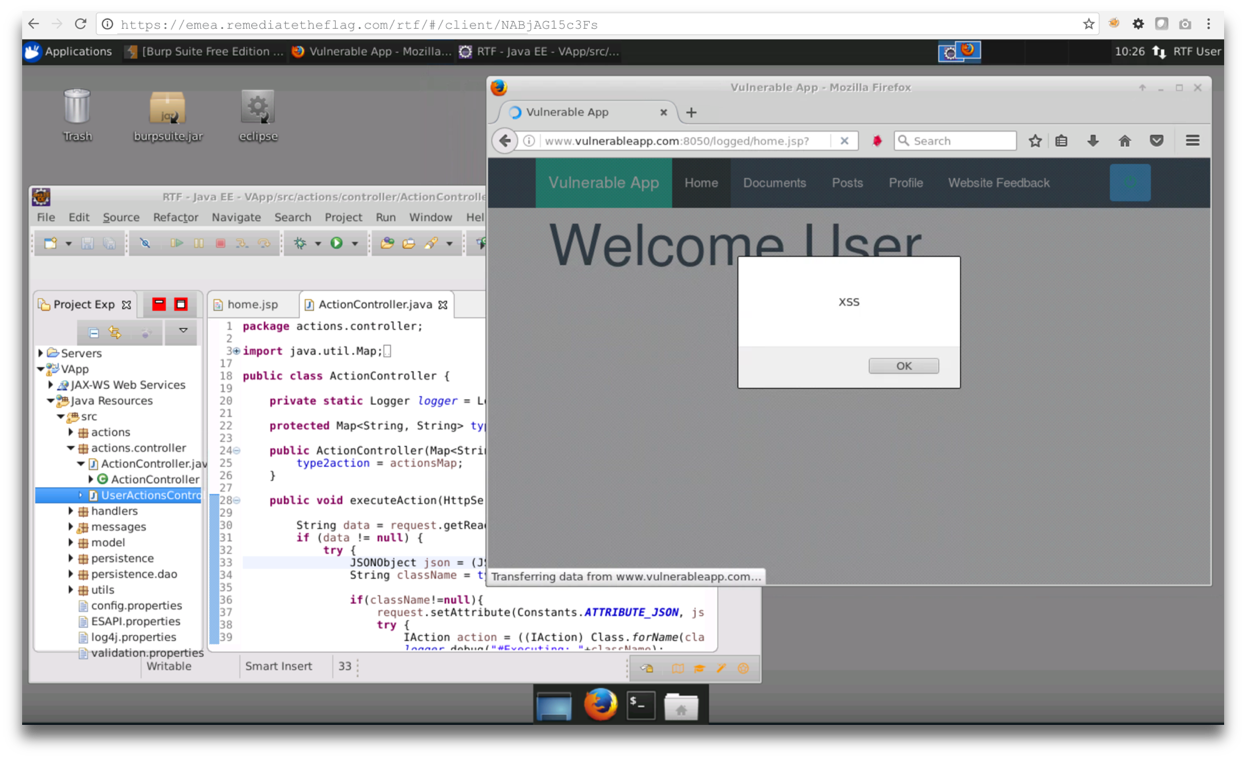 https://emea.remediatetheflag.com/rtf/#/client/NABjAG15c3Fs
Applications [Burp Suite Free Edition ... Vulnerable App - Mozilla... RTF - Java EE - VApp/src/... 10:26 RTF User
Trash burpsuite.jar eclipse
Vulnerable App - Mozilla Firefox
Vulnerable App
www.vulnerableapp.com:8050/logged/home.jsp? Search
Vulnerable App Home Documents Posts Profile Website Feedback
Welcome User
XSS
OK
Transferring data from www.vulnerableapp.com...
RTF - Java EE - VApp/src/actions/controller/ActionControlle
File Edit Source Refactor Navigate Search Project Run Window Hel
Project Exp
Servers
VApp
JAX-WS Web Services
Java Resources
src
actions
actions.controller
ActionController.jav
ActionController
UserActionsContro
handlers
messages
model
persistence
persistence.dao
utils
config.properties
ESAPI.properties
log4j.properties
validation.properties
home.jsp ActionController.java
1 package actions.controller;
2
3 import java.util.Map;
17
18 public class ActionController {
19
20 private static Logger logger = Lo
21
22 protected Map<String, String> typ
23
24 public ActionController(Map<Strin
25 type2action = actionsMap;
26 }
27
28 public void executeAction(HttpSe
29
30 String data = request.getRead
31 if (data != null) {
32 try {
33 JSONObject json = (JS
34 String className = ty
35
36 if(className!=null){
37 request.setAttribute(Constants.ATTRIBUTE_JSON, js
38 try {
39 IAction action = ((IAction) Class.forName(cla
logger.debug("#Executing: "+className);
Writable Smart Insert 33 :